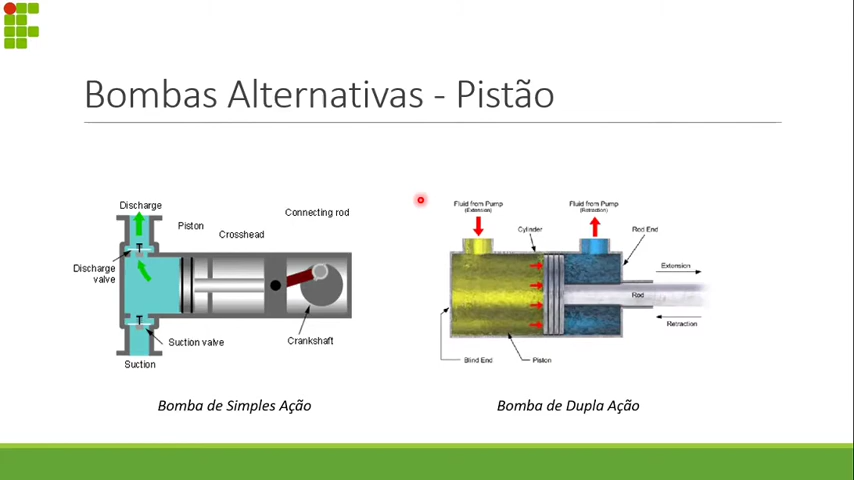 Bombas Alternativas - Pistão
Discharge
Piston
Crosshead
Connecting rod
Discharge
valve
Suction valve
Suction
Crankshaft
Bomba de Simples Ação
Fluid from Pump
(Extension)
Fluid from Pump
(Retraction)
Cylinder
Rod End
Extension
Rod
Retraction
Blind End
Piston
Bomba de Dupla Ação